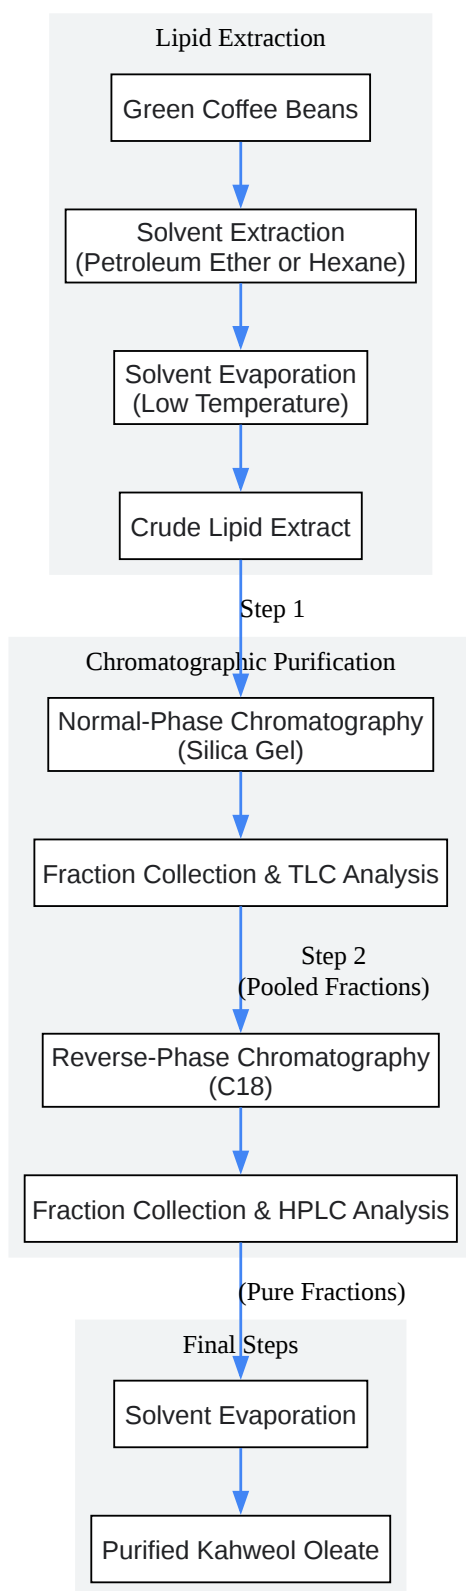 Lipid Extraction
Green Coffee Beans
Solvent Extraction
(Petroleum Ether or Hexane)
Solvent Evaporation
(Low Temperature)
Crude Lipid Extract
Step 1
Chromatographic Purification
Normal-Phase Chromatography
(Silica Gel)
Fraction Collection & TLC Analysis
Step 2
(Pooled Fractions)
Reverse-Phase Chromatography
(C18)
Fraction Collection & HPLC Analysis
(Pure Fractions)
Final Steps
Solvent Evaporation
Purified Kahweol Oleate